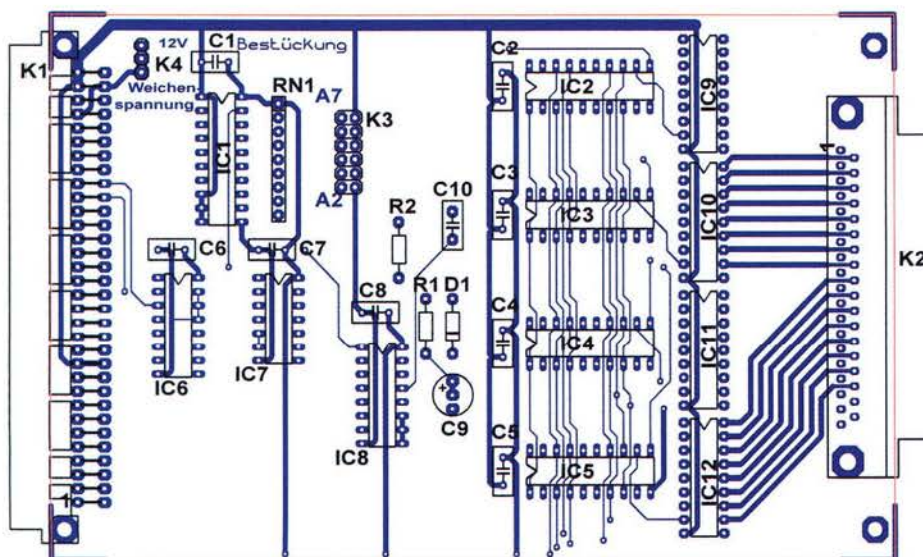 C1
Bestückung
12V
K4
K1
Weichen
spannung
RN1
A7
K3
A2
IC1
C2
IC2
IC9
C3
IC3
C10
R2
IC10
K2
1
C6
C7
C8
R1
D1
C4
IC4
IC11
IC6
IC7
IC8
+
C9
C5
IC5
IC12
1